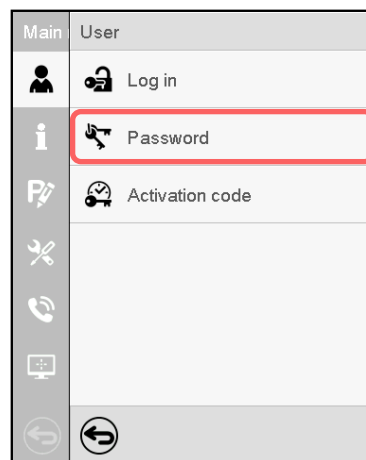 Main
User
Log in
Password
Activation code